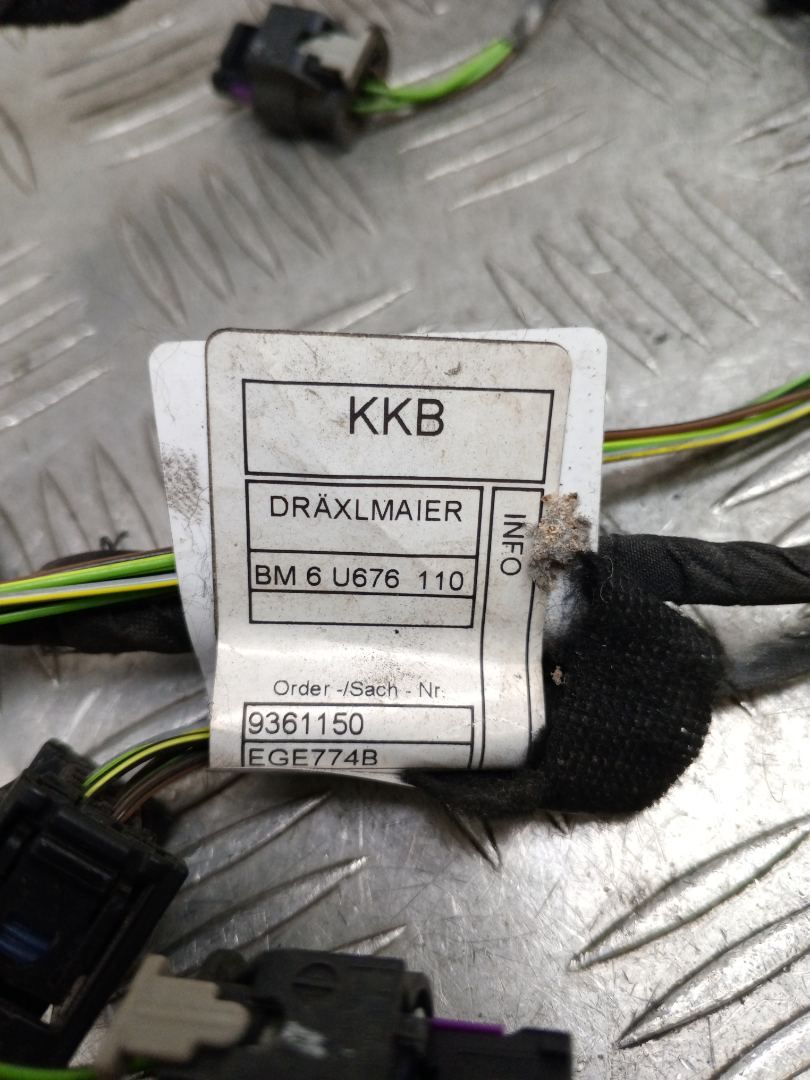 KKB
DRÄXLMAIER
INFO
BM 6 U676 110
Order -/Sach - Nr.
9361150
EGE774B